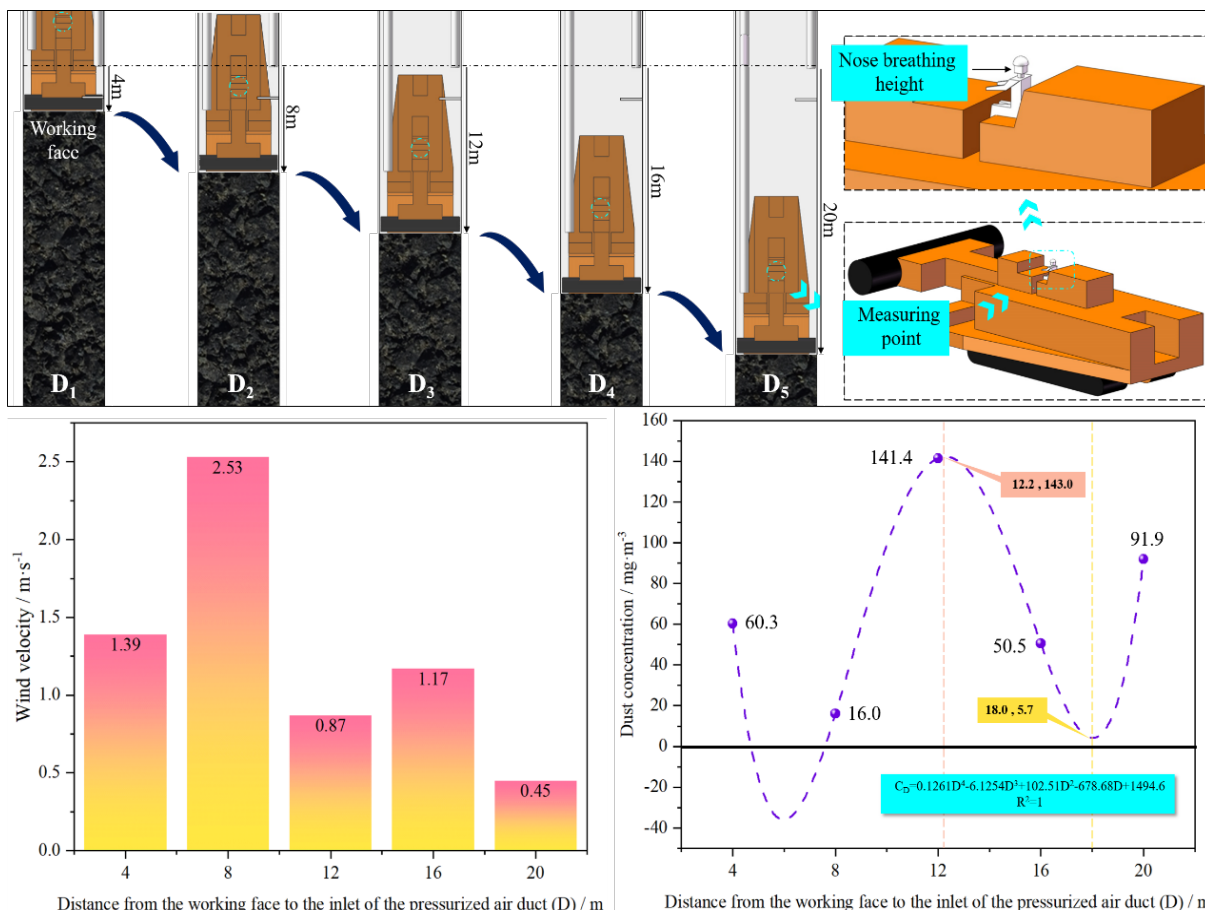 4m
8m
12m
16m
20m
Working
face
D₁
D₂
D₃
D₄
D₅
Nose breathing
height
Measuring
point
Wind velocity / m·s⁻¹
2.5
2.0
1.5
1.0
0.5
0.0
1.39
2.53
0.87
1.17
0.45
4
8
12
16
20
Distance from the working face to the inlet of the pressurized air duct (D) / m
Dust concentration / mg·m⁻³
160
140
120
100
80
60
40
20
0
-20
-40
60.3
16.0
141.4
50.5
91.9
12.2 , 143.0
18.0 , 5.7
C_D=0.1261D⁴-6.1254D³+102.51D²-678.68D+1494.6
R²=1
4
8
12
16
20
Distance from the working face to the inlet of the pressurized air duct (D) / m